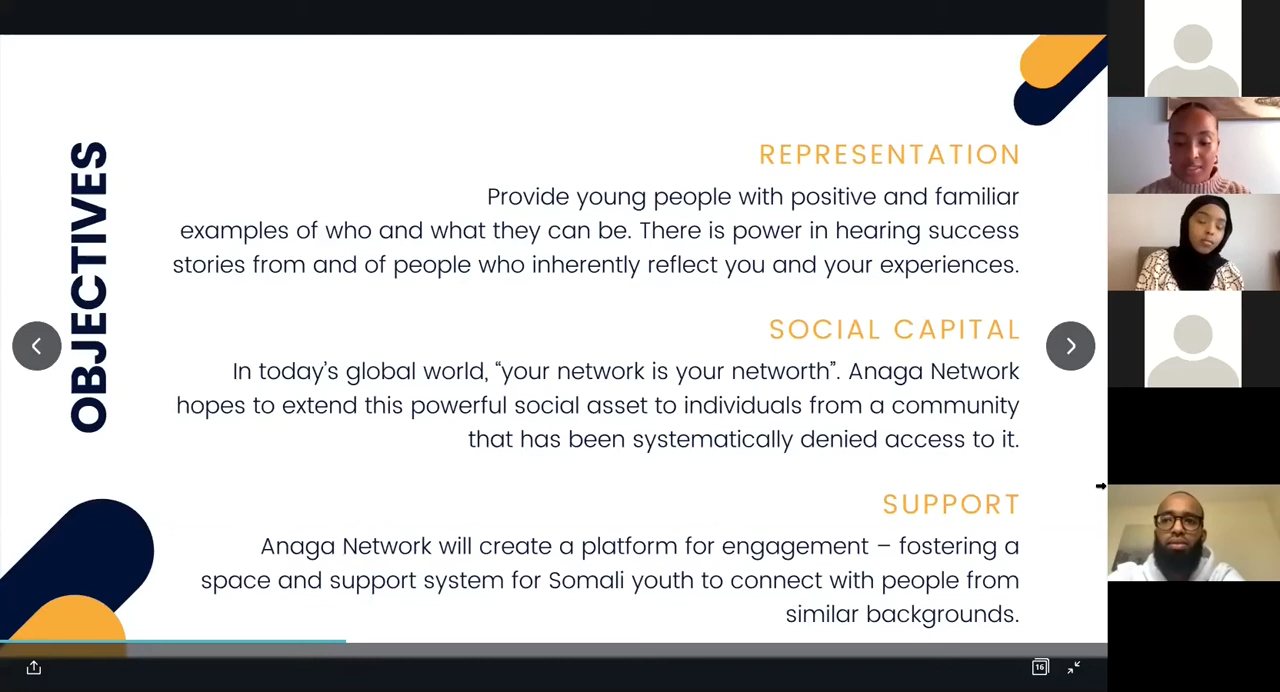 OBJECTIVES
REPRESENTATION
Provide young people with positive and familiar
examples of who and what they can be. There is power in hearing success
stories from and of people who inherently reflect you and your experiences.
SOCIAL CAPITAL
In today's global world, “your network is your networth”. Anaga Network
hopes to extend this powerful social asset to individuals from a community
that has been systematically denied access to it.
SUPPORT
Anaga Network will create a platform for engagement – fostering a
space and support system for Somali youth to connect with people from
similar backgrounds.
16